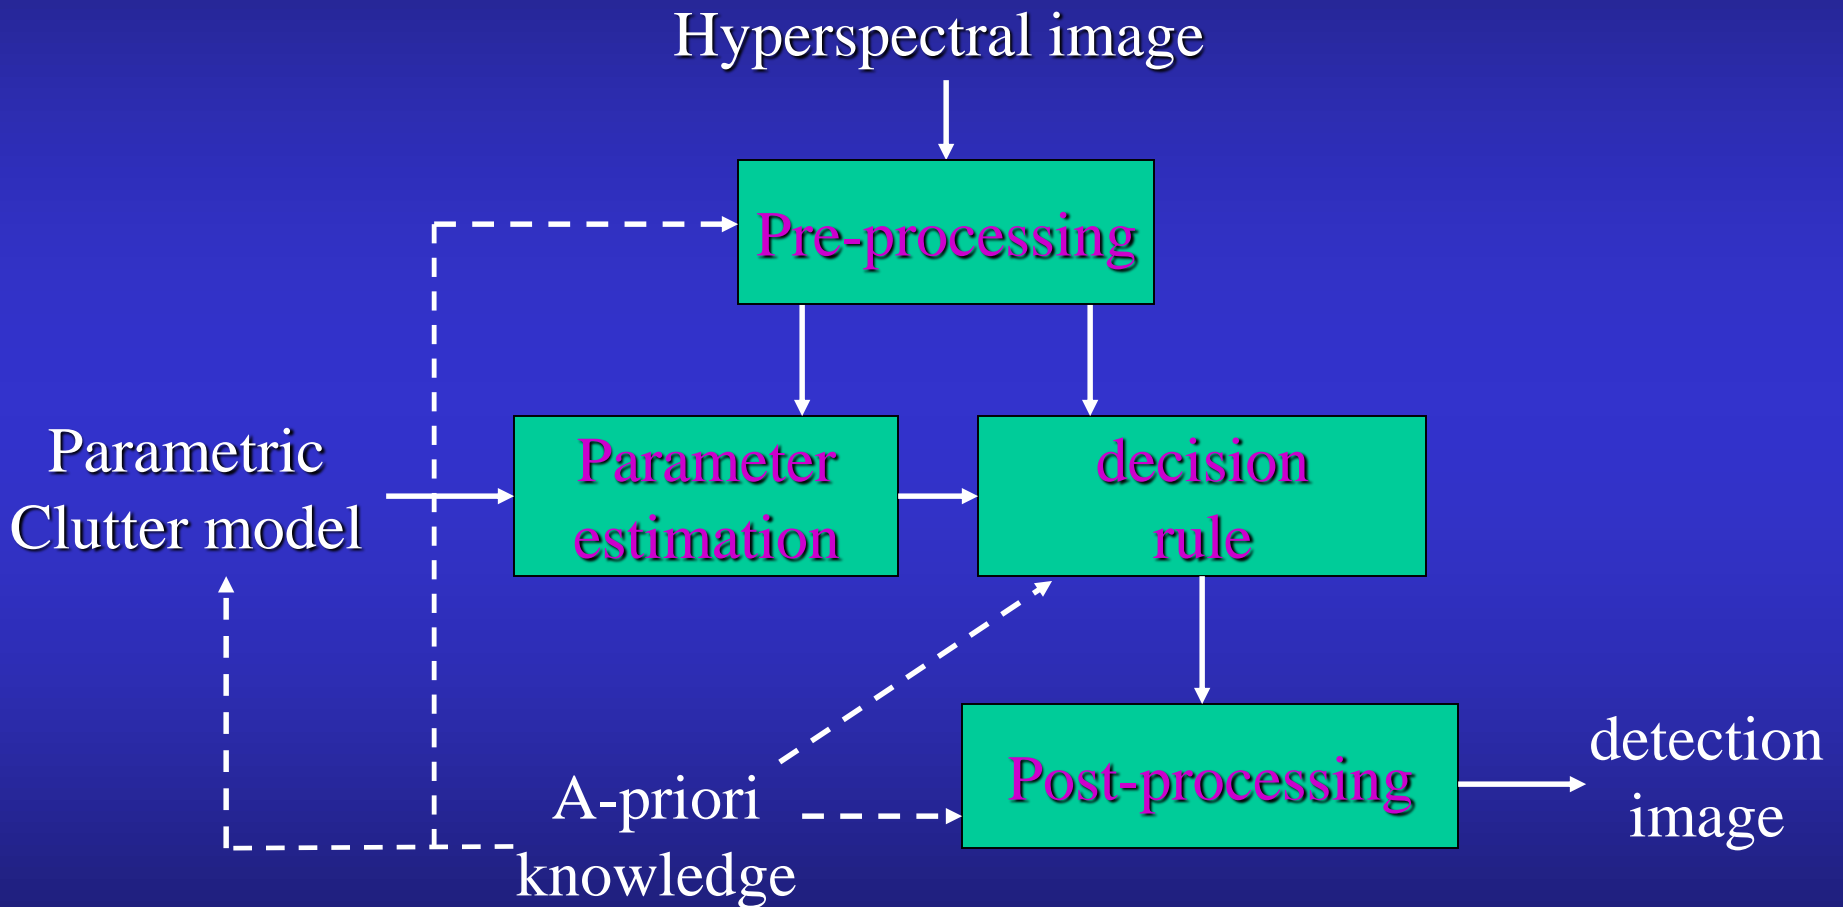 Hyperspectral image
Pre-processing
Parametric
Clutter model
Parameter
estimation
decision
rule
A-priori
knowledge
Post-processing
detection
image